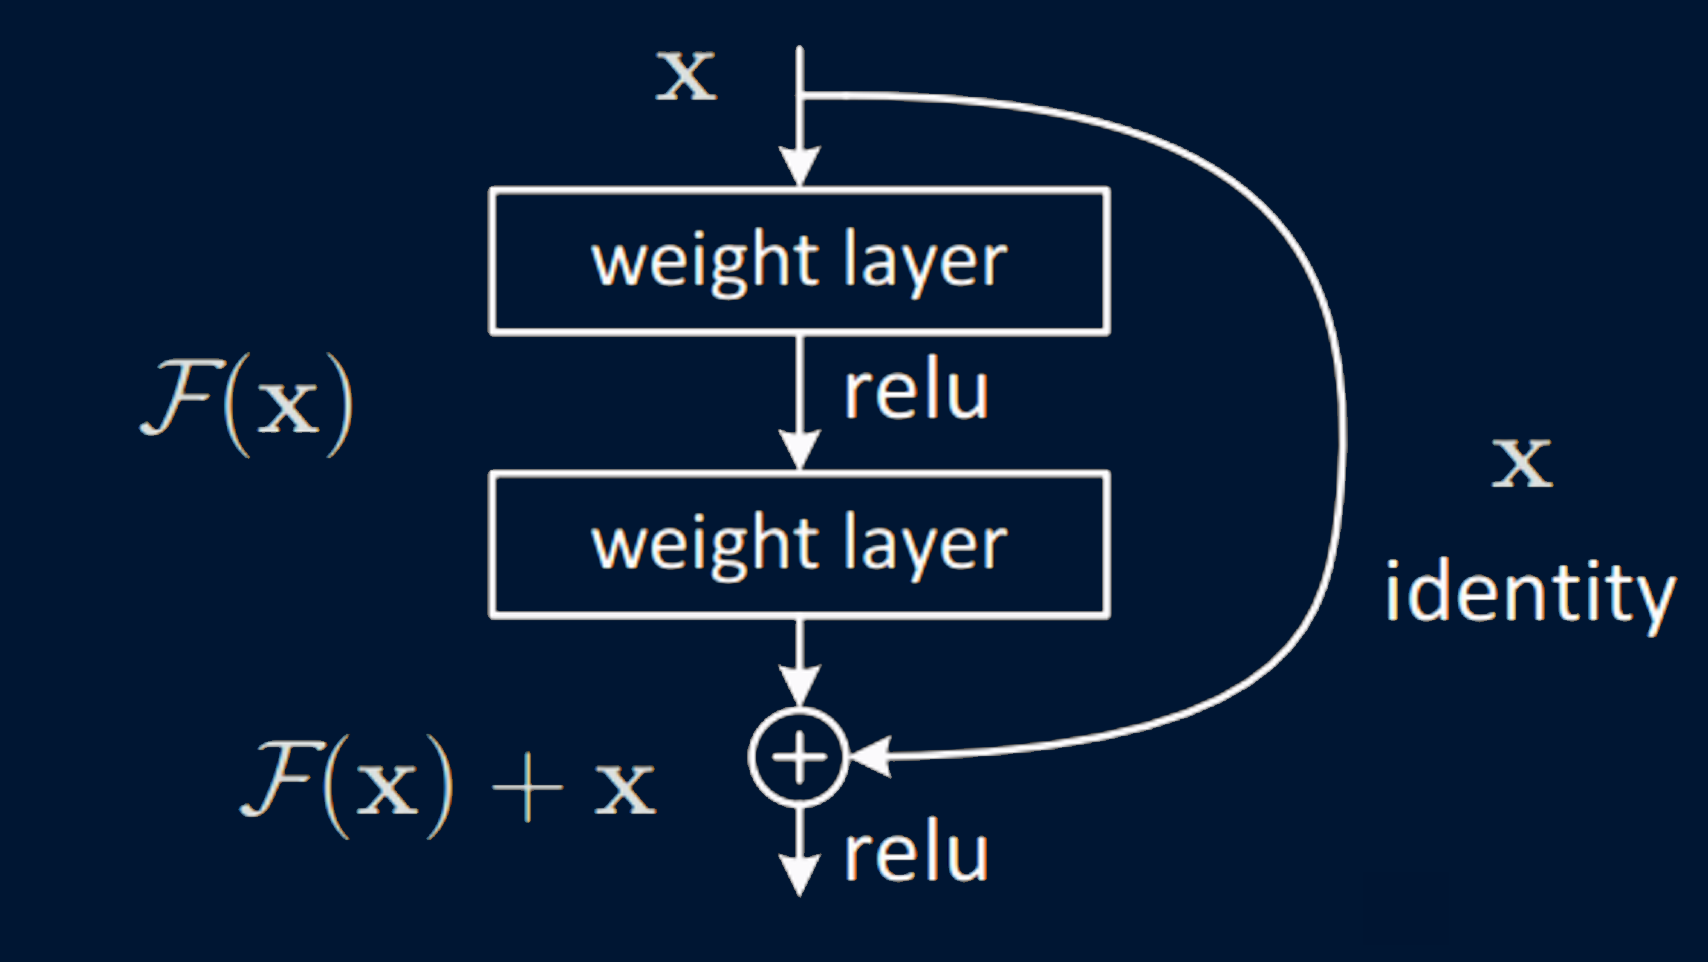 x
weight layer
F(x)
relu
x
weight layer
identity
F(x) + x
relu